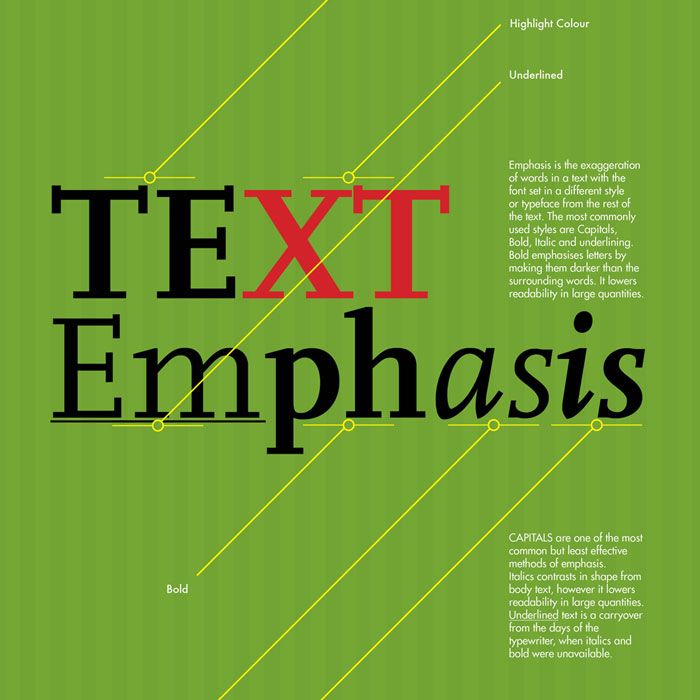 Highlight Colour
Underlined
TEXT
Emphasis
Emphasis is the exaggeration
of words in a text with the
font set in a different style
or typeface from the rest of
the text. The most commonly
used styles are Capitals,
Bold, Italic and underlining.
Bold emphasises letters by
making them darker than the
surrounding words. It lowers
readability in large quantities.
Bold
CAPITALS are one of the most
common but least effective
methods of emphasis.
Italics contrasts in shape from
body text, however it lowers
readability in large quantities.
Underlined text is a carryover
from the days of the
typewriter, when italics and
bold were unavailable.